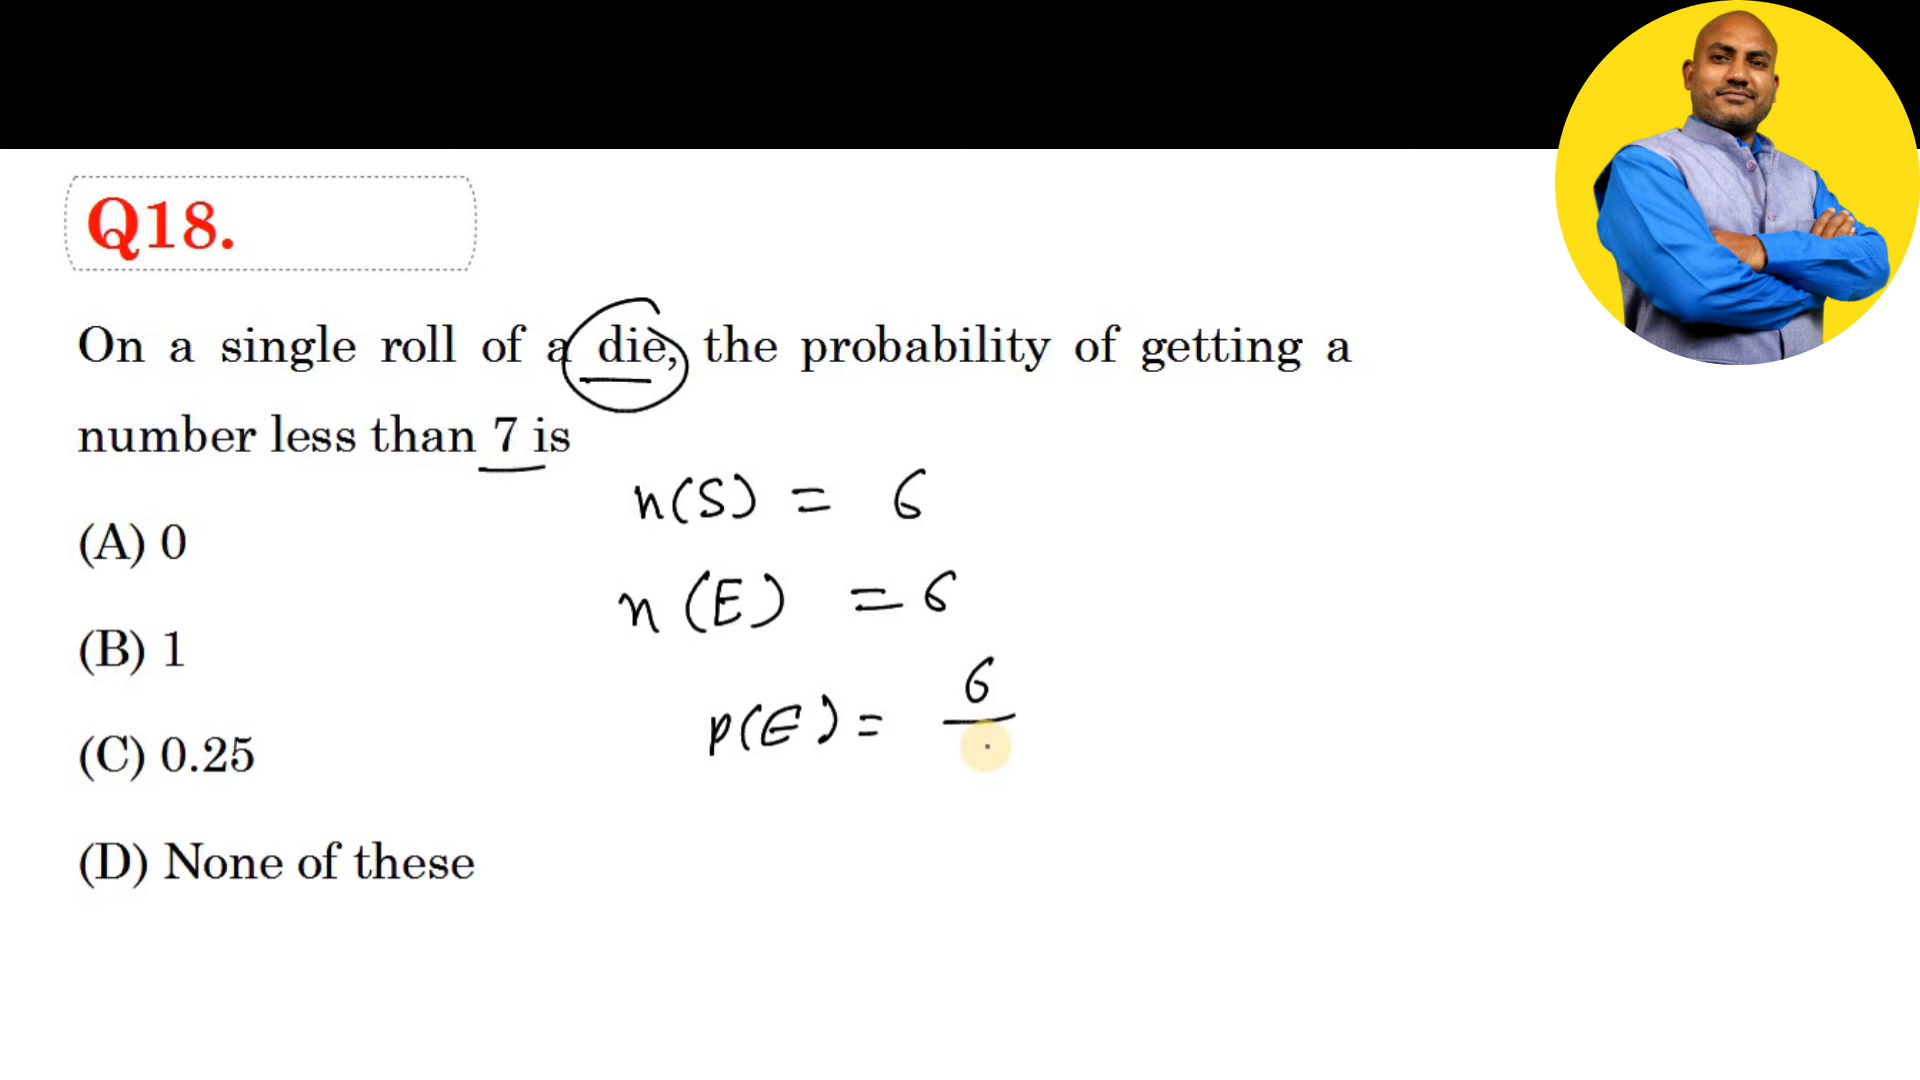 Q18.
On a single roll of a die, the probability of getting a
number less than 7 is
n(S) = 6
(A) 0
n(E) = 6
(B) 1
P(E) = 6/
(C) 0.25
(D) None of these